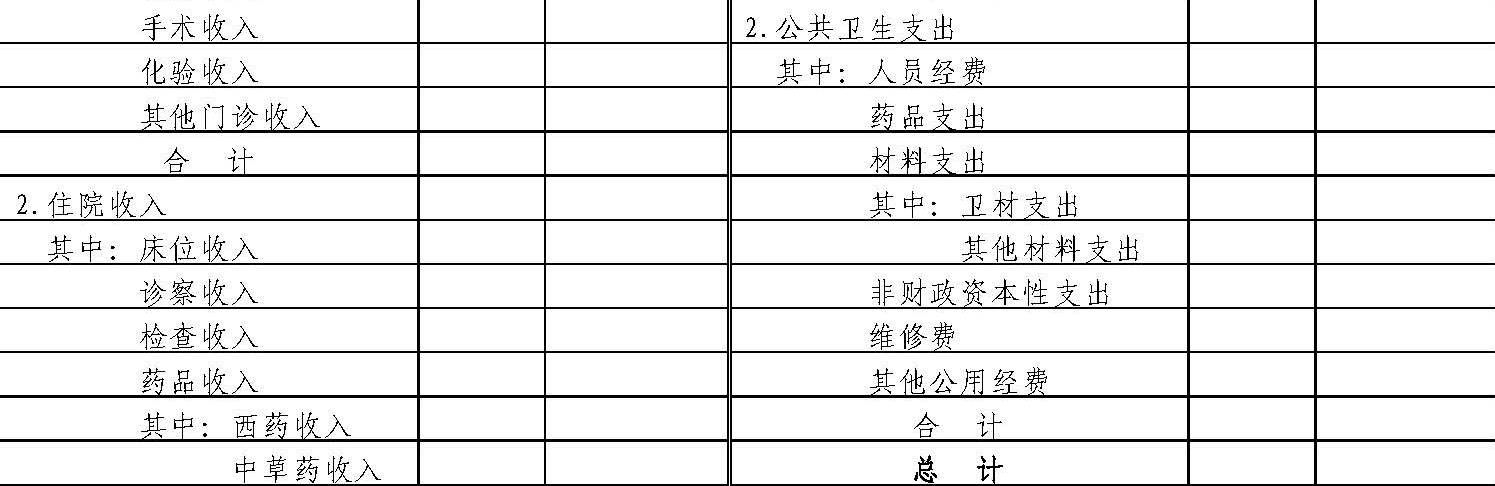 手术收入 2.公共卫生支出
化验收入 其中：人员经费
其他门诊收入 药品支出
合 计 材料支出
2.住院收入 其中：卫材支出
其中：床位收入 其他材料支出
诊察收入 非财政资本性支出
检查收入 维修费
药品收入 其他公用经费
其中：西药收入 合 计
中草药收入 总 计